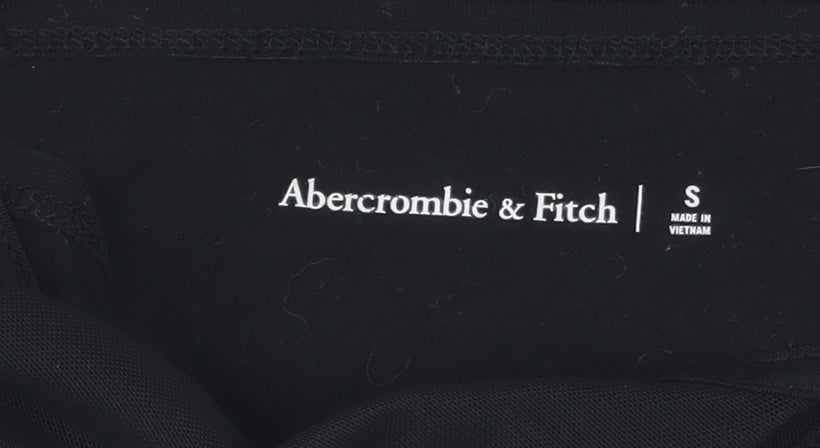 Abercrombie & Fitch | S
MADE IN
VIETNAM